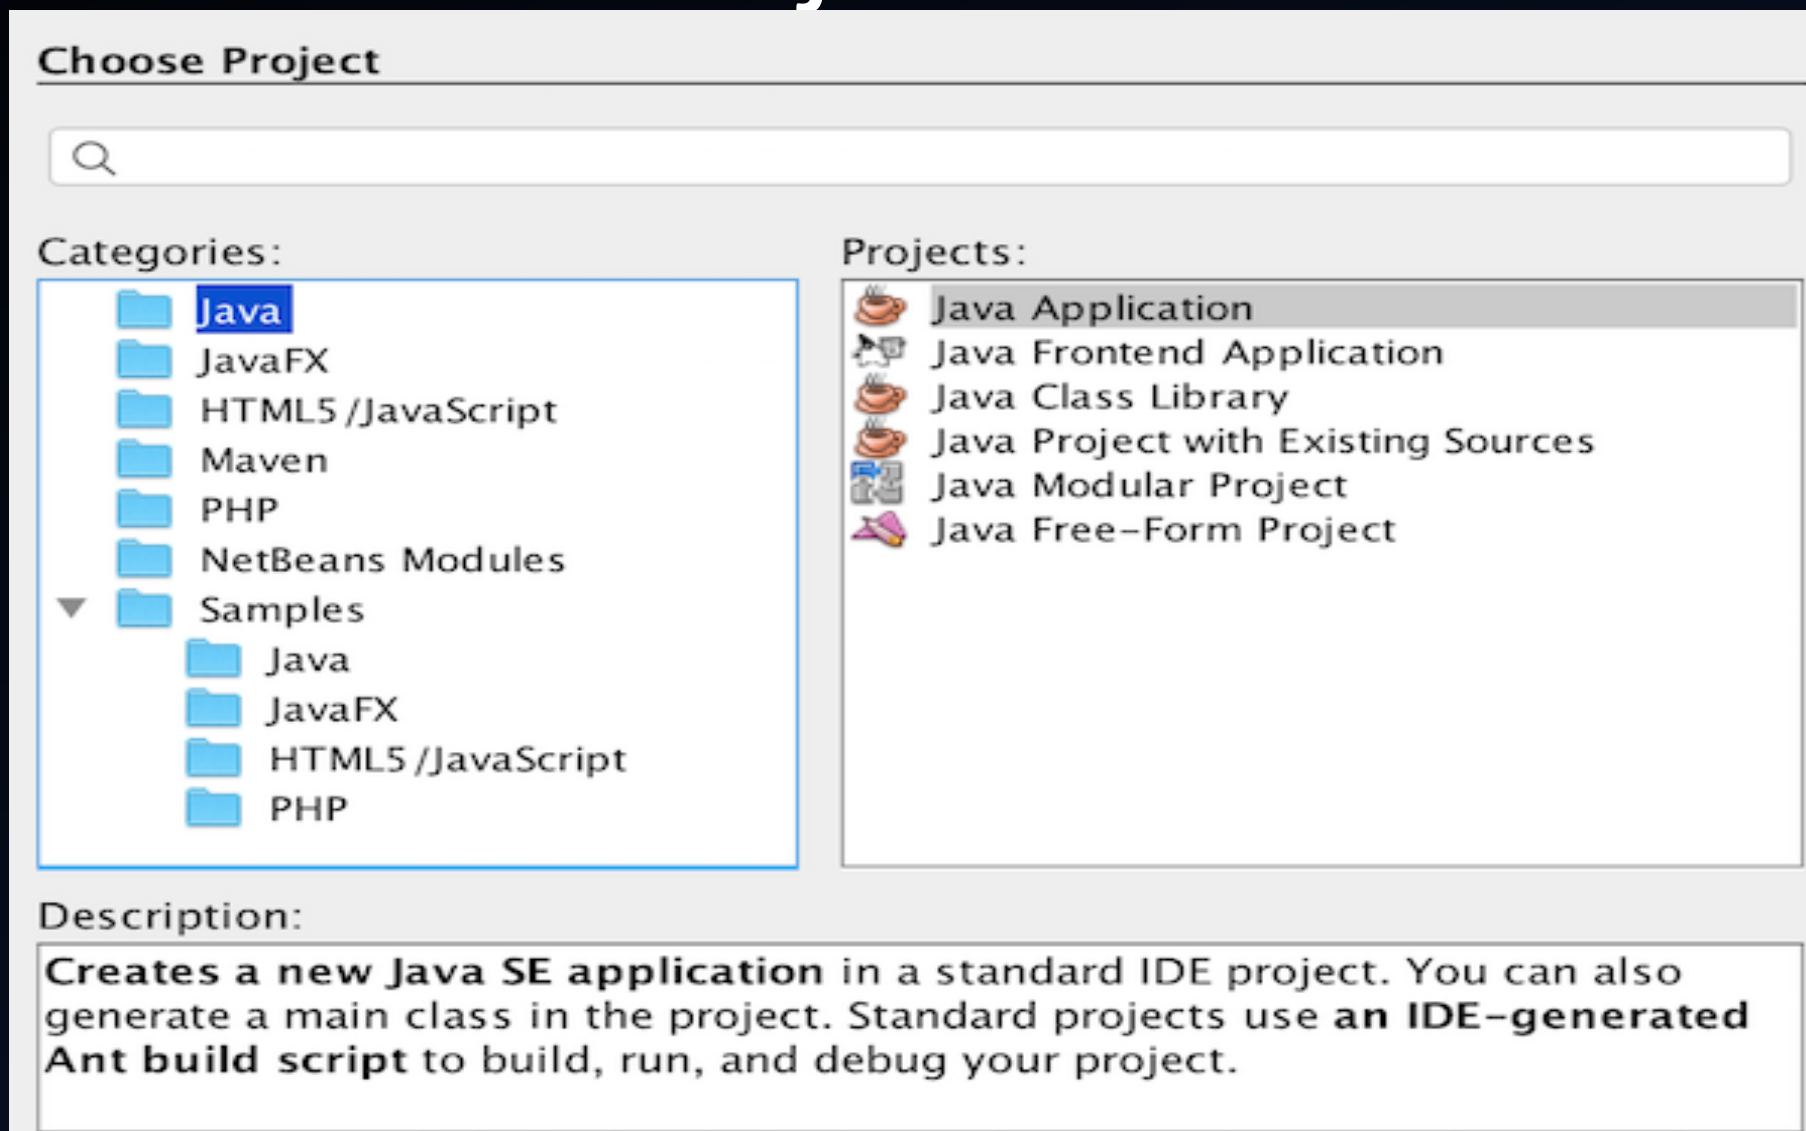 Choose Project
Categories:
Java
JavaFX
HTML5/JavaScript
Maven
PHP
NetBeans Modules
Samples
Java
JavaFX
HTML5/JavaScript
PHP
Projects:
Java Application
Java Frontend Application
Java Class Library
Java Project with Existing Sources
Java Modular Project
Java Free-Form Project
Description:
Creates a new Java SE application in a standard IDE project. You can also
generate a main class in the project. Standard projects use an IDE-generated
Ant build script to build, run, and debug your project.